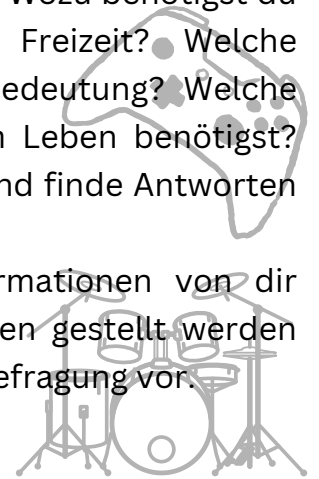 Wozu benötigst du
Freizeit? Welche
edeutung? Welche
Leben benötigst?
nd finde Antworten
rmationen von dir
en gestellt werden
efragung vor.